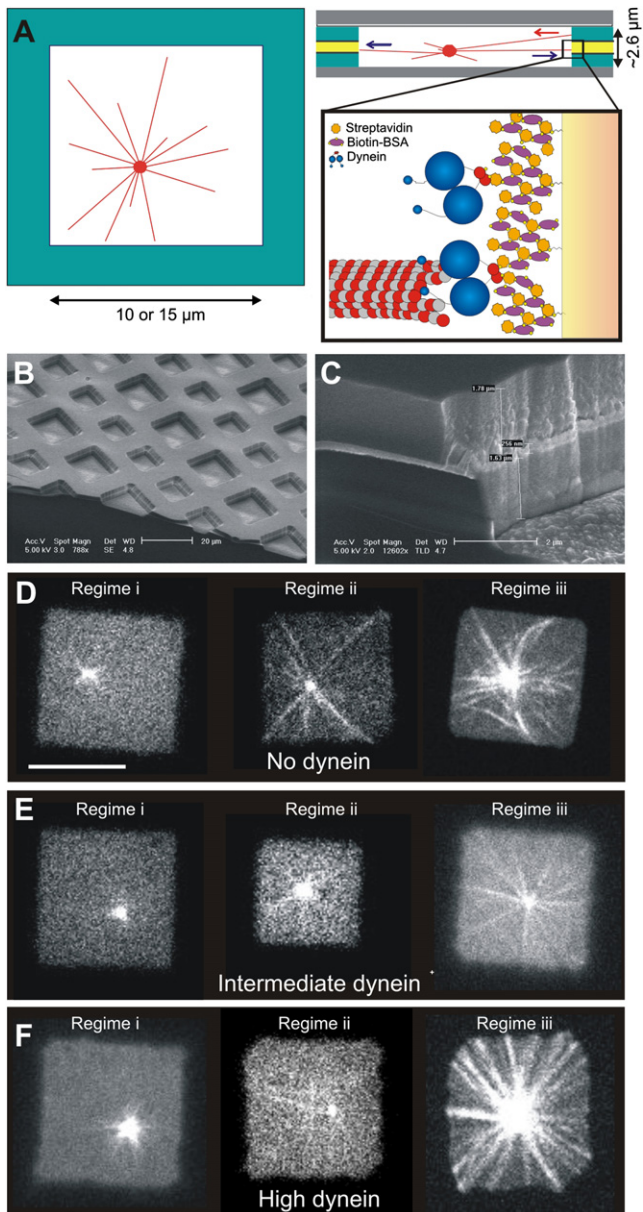 A
10 or 15 μm
~2.6 μm
Streptavidin
Biotin-BSA
Dynein
B
Acc.V Spot Magn Det WD
5.00 kV 3.0 788x SE 4.8
20 μm
C
1.78 μm
256 nm
1.63 μm
Acc.V Spot Magn Det WD
5.00 kV 2.0 12602x TLD 4.7
2 μm
D
Regime i
Regime ii
Regime iii
No dynein
E
Regime i
Regime ii
Regime iii
Intermediate dynein
F
Regime i
Regime ii
Regime iii
High dynein